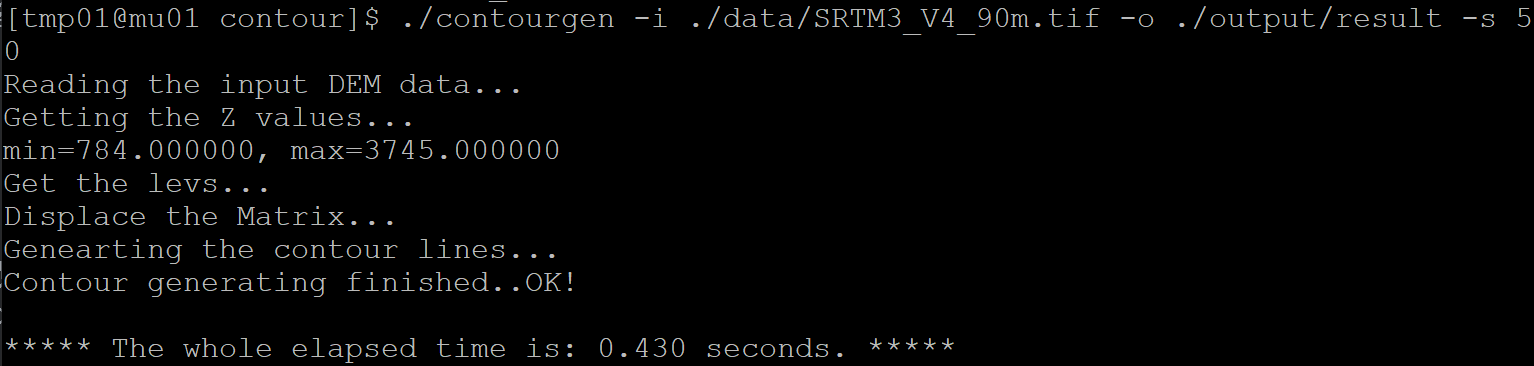 [tmp01@mu01 contour]$ ./contourgen -i ./data/SRTM3_V4_90m.tif -o ./output/result -s 5
0
Reading the input DEM data...
Getting the Z values...
min=784.000000, max=3745.000000
Get the levs...
Displace the Matrix...
Genearting the contour lines...
Contour generating finished..OK!
***** The whole elapsed time is: 0.430 seconds. *****